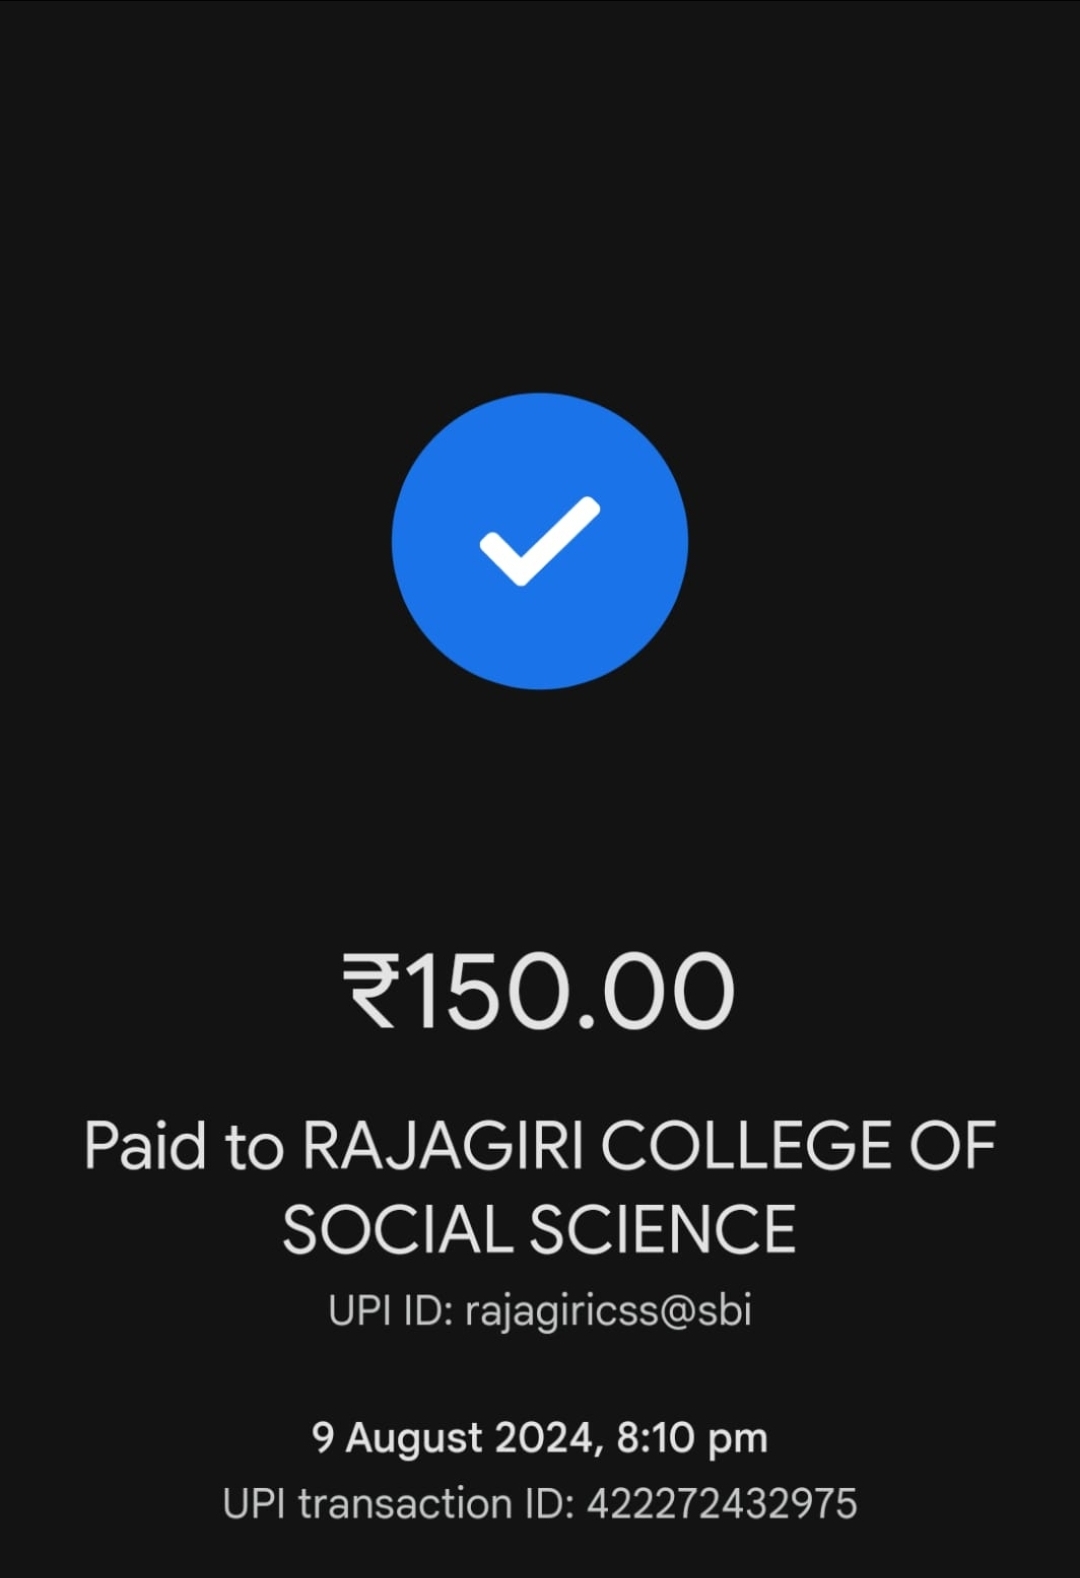 ₹150.00
Paid to RAJAGIRI COLLEGE OF
SOCIAL SCIENCE
UPI ID: rajagiricss@sbi
9 August 2024, 8:10 pm
UPI transaction ID: 422272432975